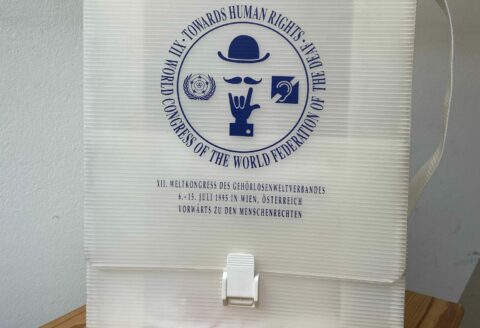 · TOWARDS HUMAN RIGHTS ·
XII WORLD CONGRESS OF THE WORLD FEDERATION OF THE DEAF
XII. WELTKONGRESS DES GEHÖRLOSENWELTVERBANDES
6.-15. JULI 1995 IN WIEN, ÖSTERREICH
VORWÄRTS ZU DEN MENSCHENRECHTEN